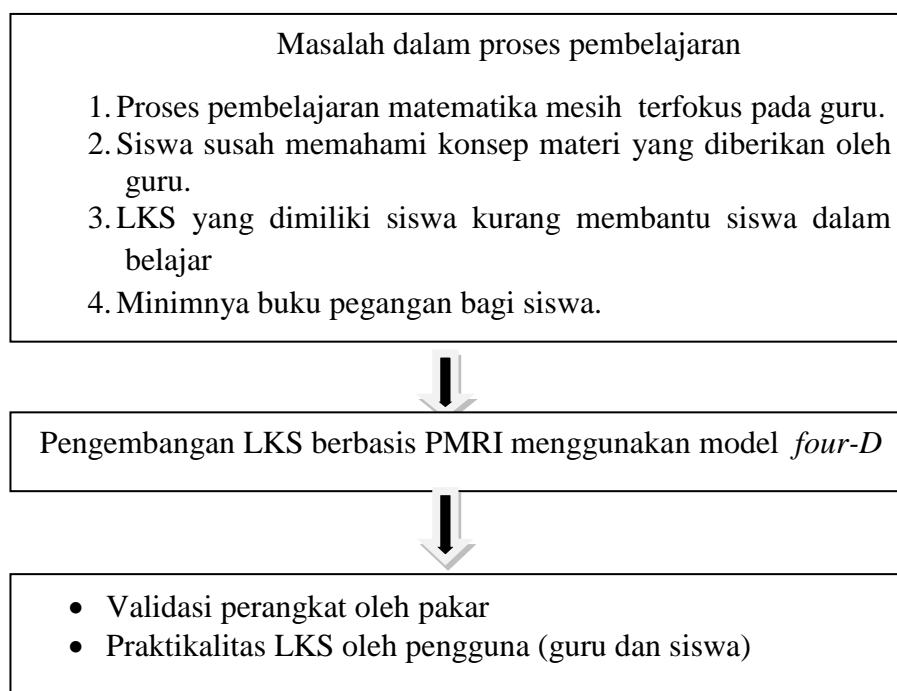 Masalah dalam proses pembelajaran
1. Proses pembelajaran matematika mesih terfokus pada guru.
2. Siswa susah memahami konsep materi yang diberikan oleh
guru.
3. LKS yang dimiliki siswa kurang membantu siswa dalam
belajar
4. Minimnya buku pegangan bagi siswa.
Pengembangan LKS berbasis PMRI menggunakan model four-D
• Validasi perangkat oleh pakar
• Praktikalitas LKS oleh pengguna (guru dan siswa)